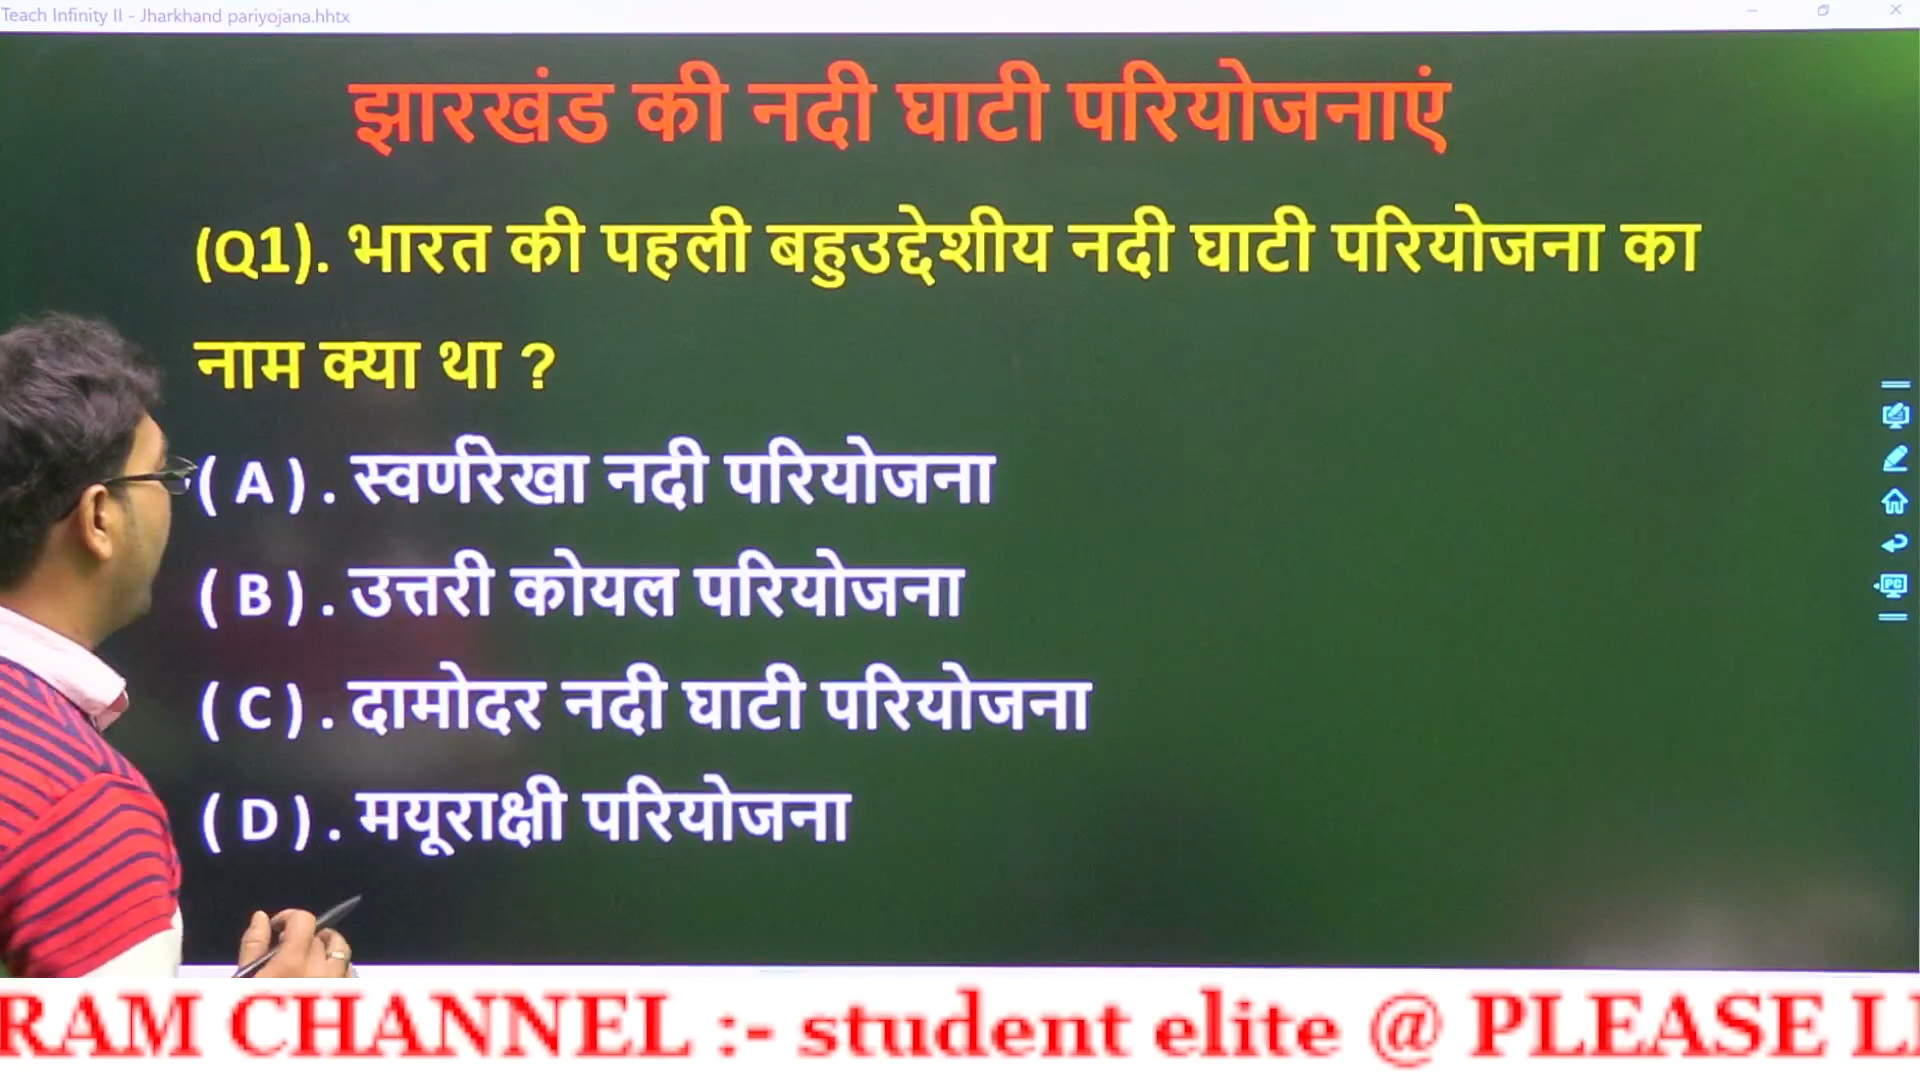 Teach Infinity II - Jharkhand pariyojana.hhtx
झारखंड की नदी घाटी परियोजनाएं
(Q1). भारत की पहली बहुउद्देशीय नदी घाटी परियोजना का
नाम क्या था ?
( A ) . स्वर्णरेखा नदी परियोजना
( B ) . उत्तरी कोयल परियोजना
( C ) . दामोदर नदी घाटी परियोजना
( D ) . मयूराक्षी परियोजना
PC
RAM CHANNEL :- student elite @ PLEASE LI